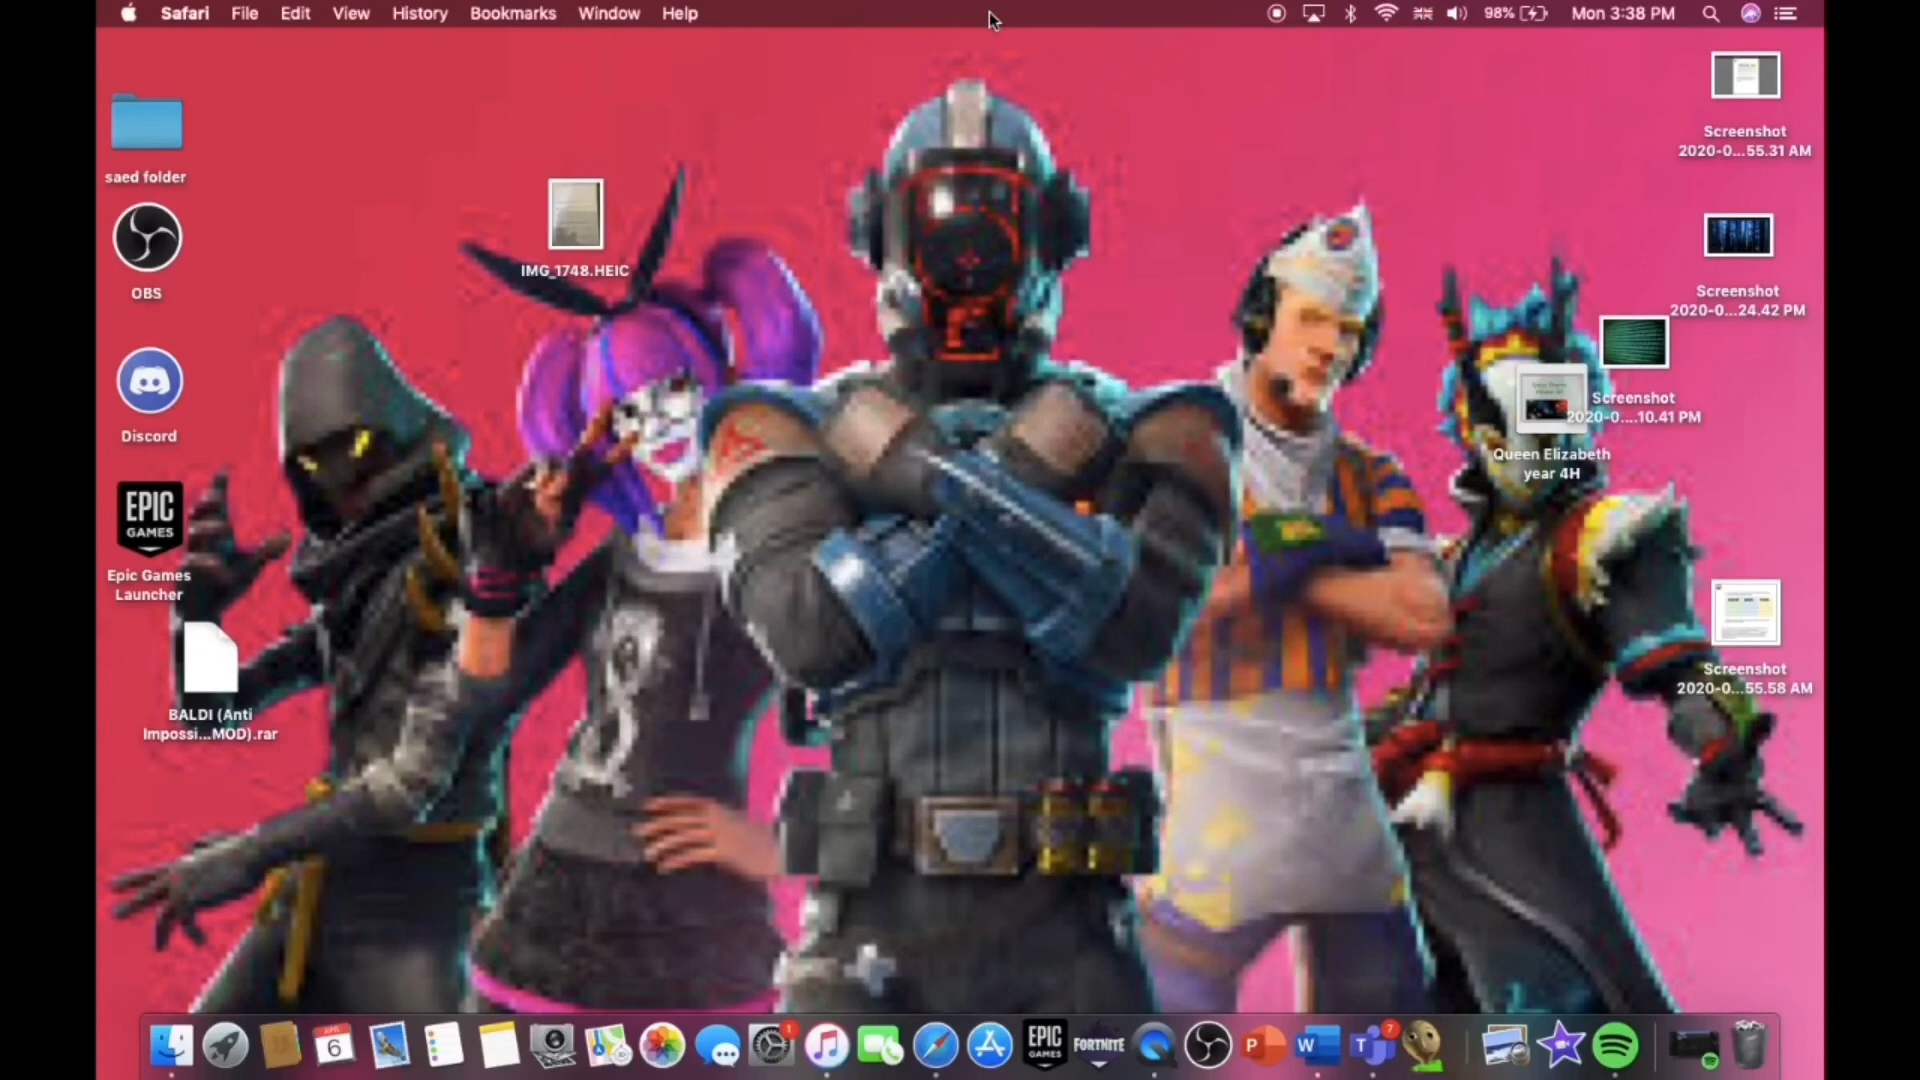 Safari File Edit View History Bookmarks Window Help 98% Mon 3:38 PM
saed folder
OBS
Discord
EPIC
GAMES
Epic Games
Launcher
BALDI (Anti
Impossi...MOD).rar
IMG_1748.HEIC
Screenshot
2020-0...55.31 AM
Screenshot
2020-0...24.42 PM
Screenshot
2020-0....10.41 PM
Queen Elizabeth
year 4H
Screenshot
2020-0...55.58 AM
APR
6
1
EPIC
GAMES
FORTNITE
P
W
T
7